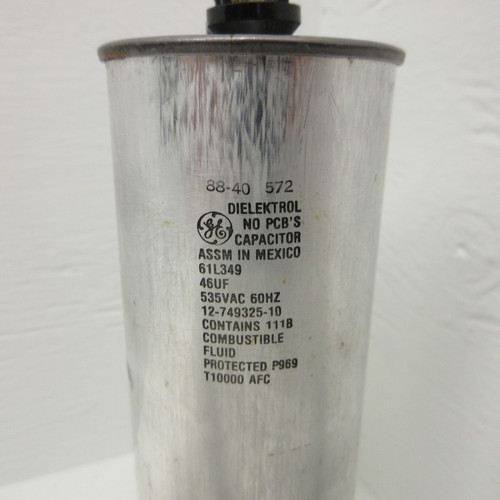 88-40 572
DIELEKTROL
GE NO PCB'S
CAPACITOR
ASSM IN MEXICO
61L349
46UF
535VAC 60HZ
12-749325-10
CONTAINS 111B
COMBUSTIBLE
FLUID
PROTECTED P969
T10000 AFC